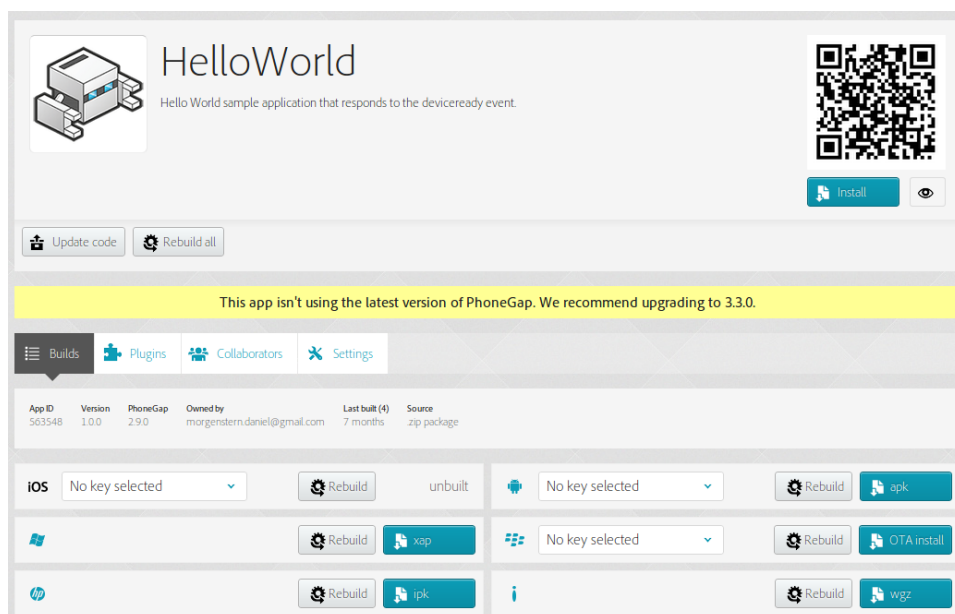 HelloWorld
Hello World sample application that responds to the deviceready event.
Install
Update code
Rebuild all
This app isn't using the latest version of PhoneGap. We recommend upgrading to 3.3.0.
Builds Plugins Collaborators Settings
App ID Version PhoneGap Owned by Last built (4) Source
563548 1.0.0 2.9.0 morgenstern.daniel@gmail.com 7 months .zip package
iOS No key selected Rebuild unbuilt
No key selected Rebuild apk
Rebuild xap
No key selected Rebuild OTA install
hp Rebuild ipk
Rebuild wgz